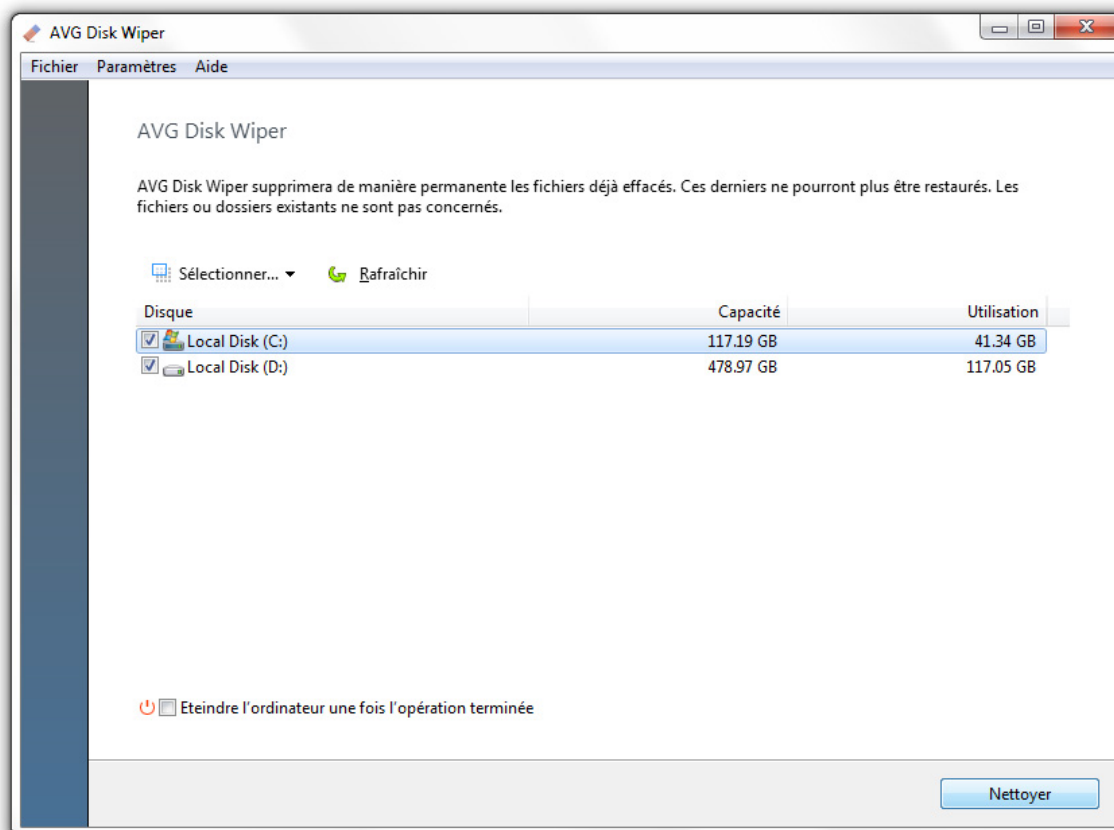 AVG Disk Wiper
Fichier Paramètres Aide
AVG Disk Wiper
AVG Disk Wiper supprimera de manière permanente les fichiers déjà effacés. Ces derniers ne pourront plus être restaurés. Les
fichiers ou dossiers existants ne sont pas concernés.
Sélectionner... Rafraîchir
Disque Capacité Utilisation
Local Disk (C:) 117.19 GB 41.34 GB
Local Disk (D:) 478.97 GB 117.05 GB
Eteindre l'ordinateur une fois l'opération terminée
Nettoyer